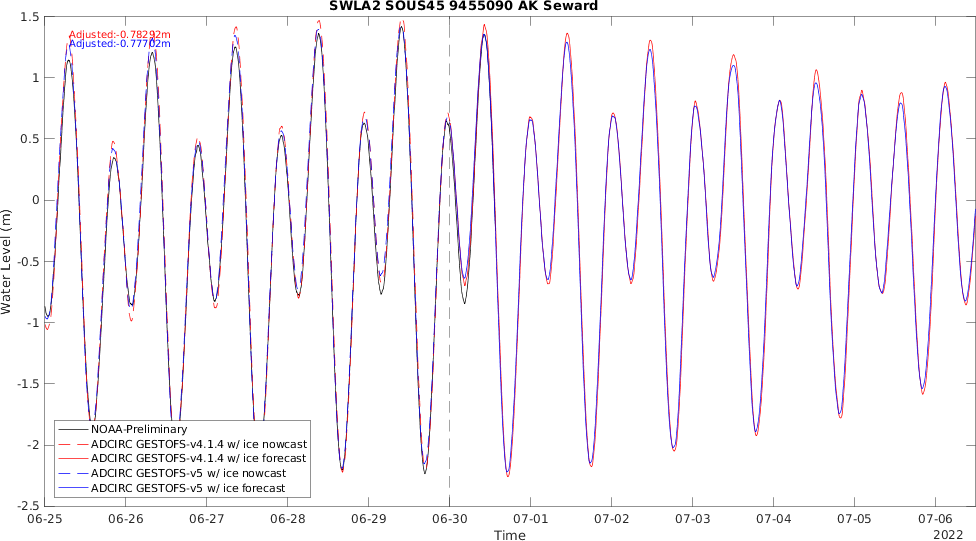 SWLA2 SOUS45 9455090 AK Seward
1.5
1
0.5
0
-0.5
-1
-1.5
-2
-2.5
Water Level (m)
Adjusted:-0.78292m
Adjusted:-0.77702m
NOAA-Preliminary
ADCIRC GESTOFS-v4.1.4 w/ ice nowcast
ADCIRC GESTOFS-v4.1.4 w/ ice forecast
ADCIRC GESTOFS-v5 w/ ice nowcast
ADCIRC GESTOFS-v5 w/ ice forecast
06-25 06-26 06-27 06-28 06-29 06-30 07-01 07-02 07-03 07-04 07-05 07-06
Time
2022